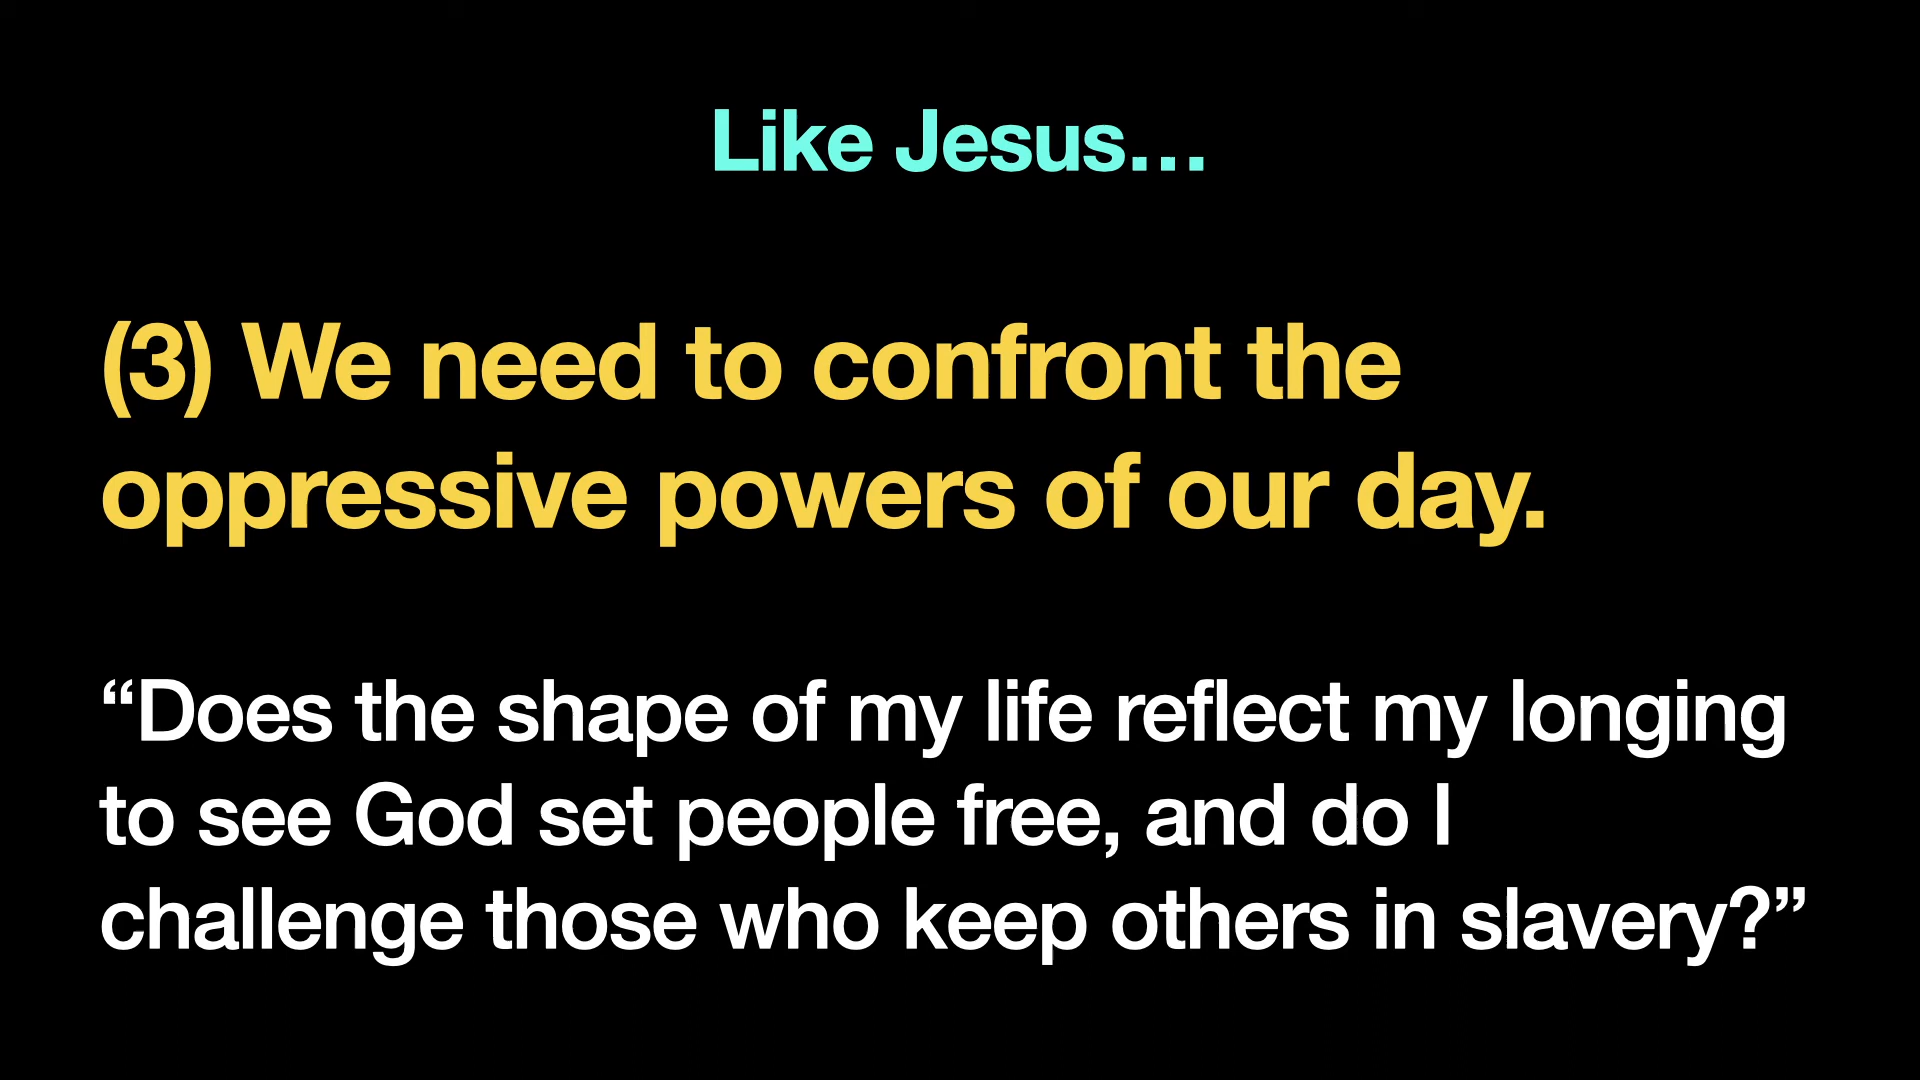 Like Jesus…
(3) We need to confront the
oppressive powers of our day.
“Does the shape of my life reflect my longing
to see God set people free, and do I
challenge those who keep others in slavery?”